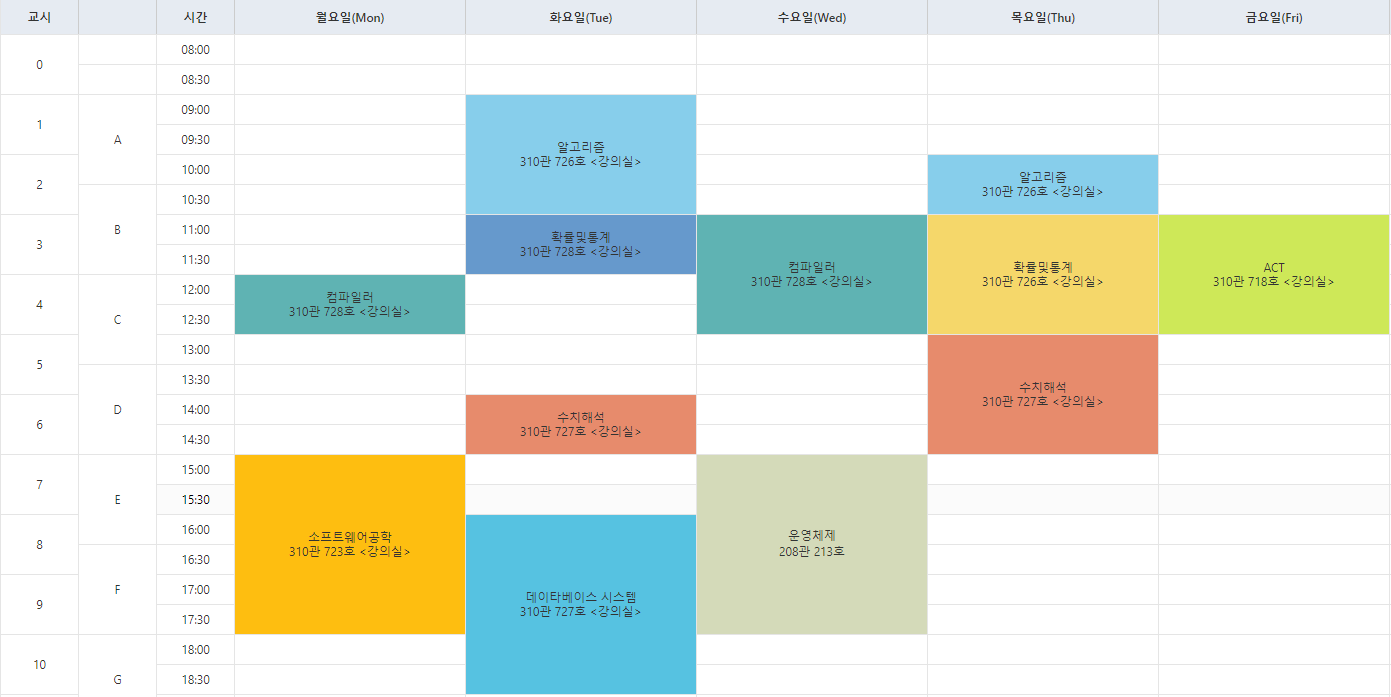 교시 시간 월요일(Mon) 화요일(Tue) 수요일(Wed) 목요일(Thu) 금요일(Fri)
0
08:00
08:30
1
A
09:00
09:30
2
10:00
B
10:30
3
11:00
11:30
4
C
12:00
12:30
5
13:00
D
13:30
6
14:00
14:30
7
E
15:00
15:30
8
16:00
F
16:30
9
17:00
17:30
10
G
18:00
18:30
컴파일러
310관 728호 <강의실>
소프트웨어공학
310관 723호 <강의실>
알고리즘
310관 726호 <강의실>
확률및통계
310관 728호 <강의실>
수치해석
310관 727호 <강의실>
데이타베이스 시스템
310관 727호 <강의실>
컴파일러
310관 728호 <강의실>
운영체제
208관 213호
알고리즘
310관 726호 <강의실>
확률및통계
310관 726호 <강의실>
수치해석
310관 727호 <강의실>
ACT
310관 718호 <강의실>